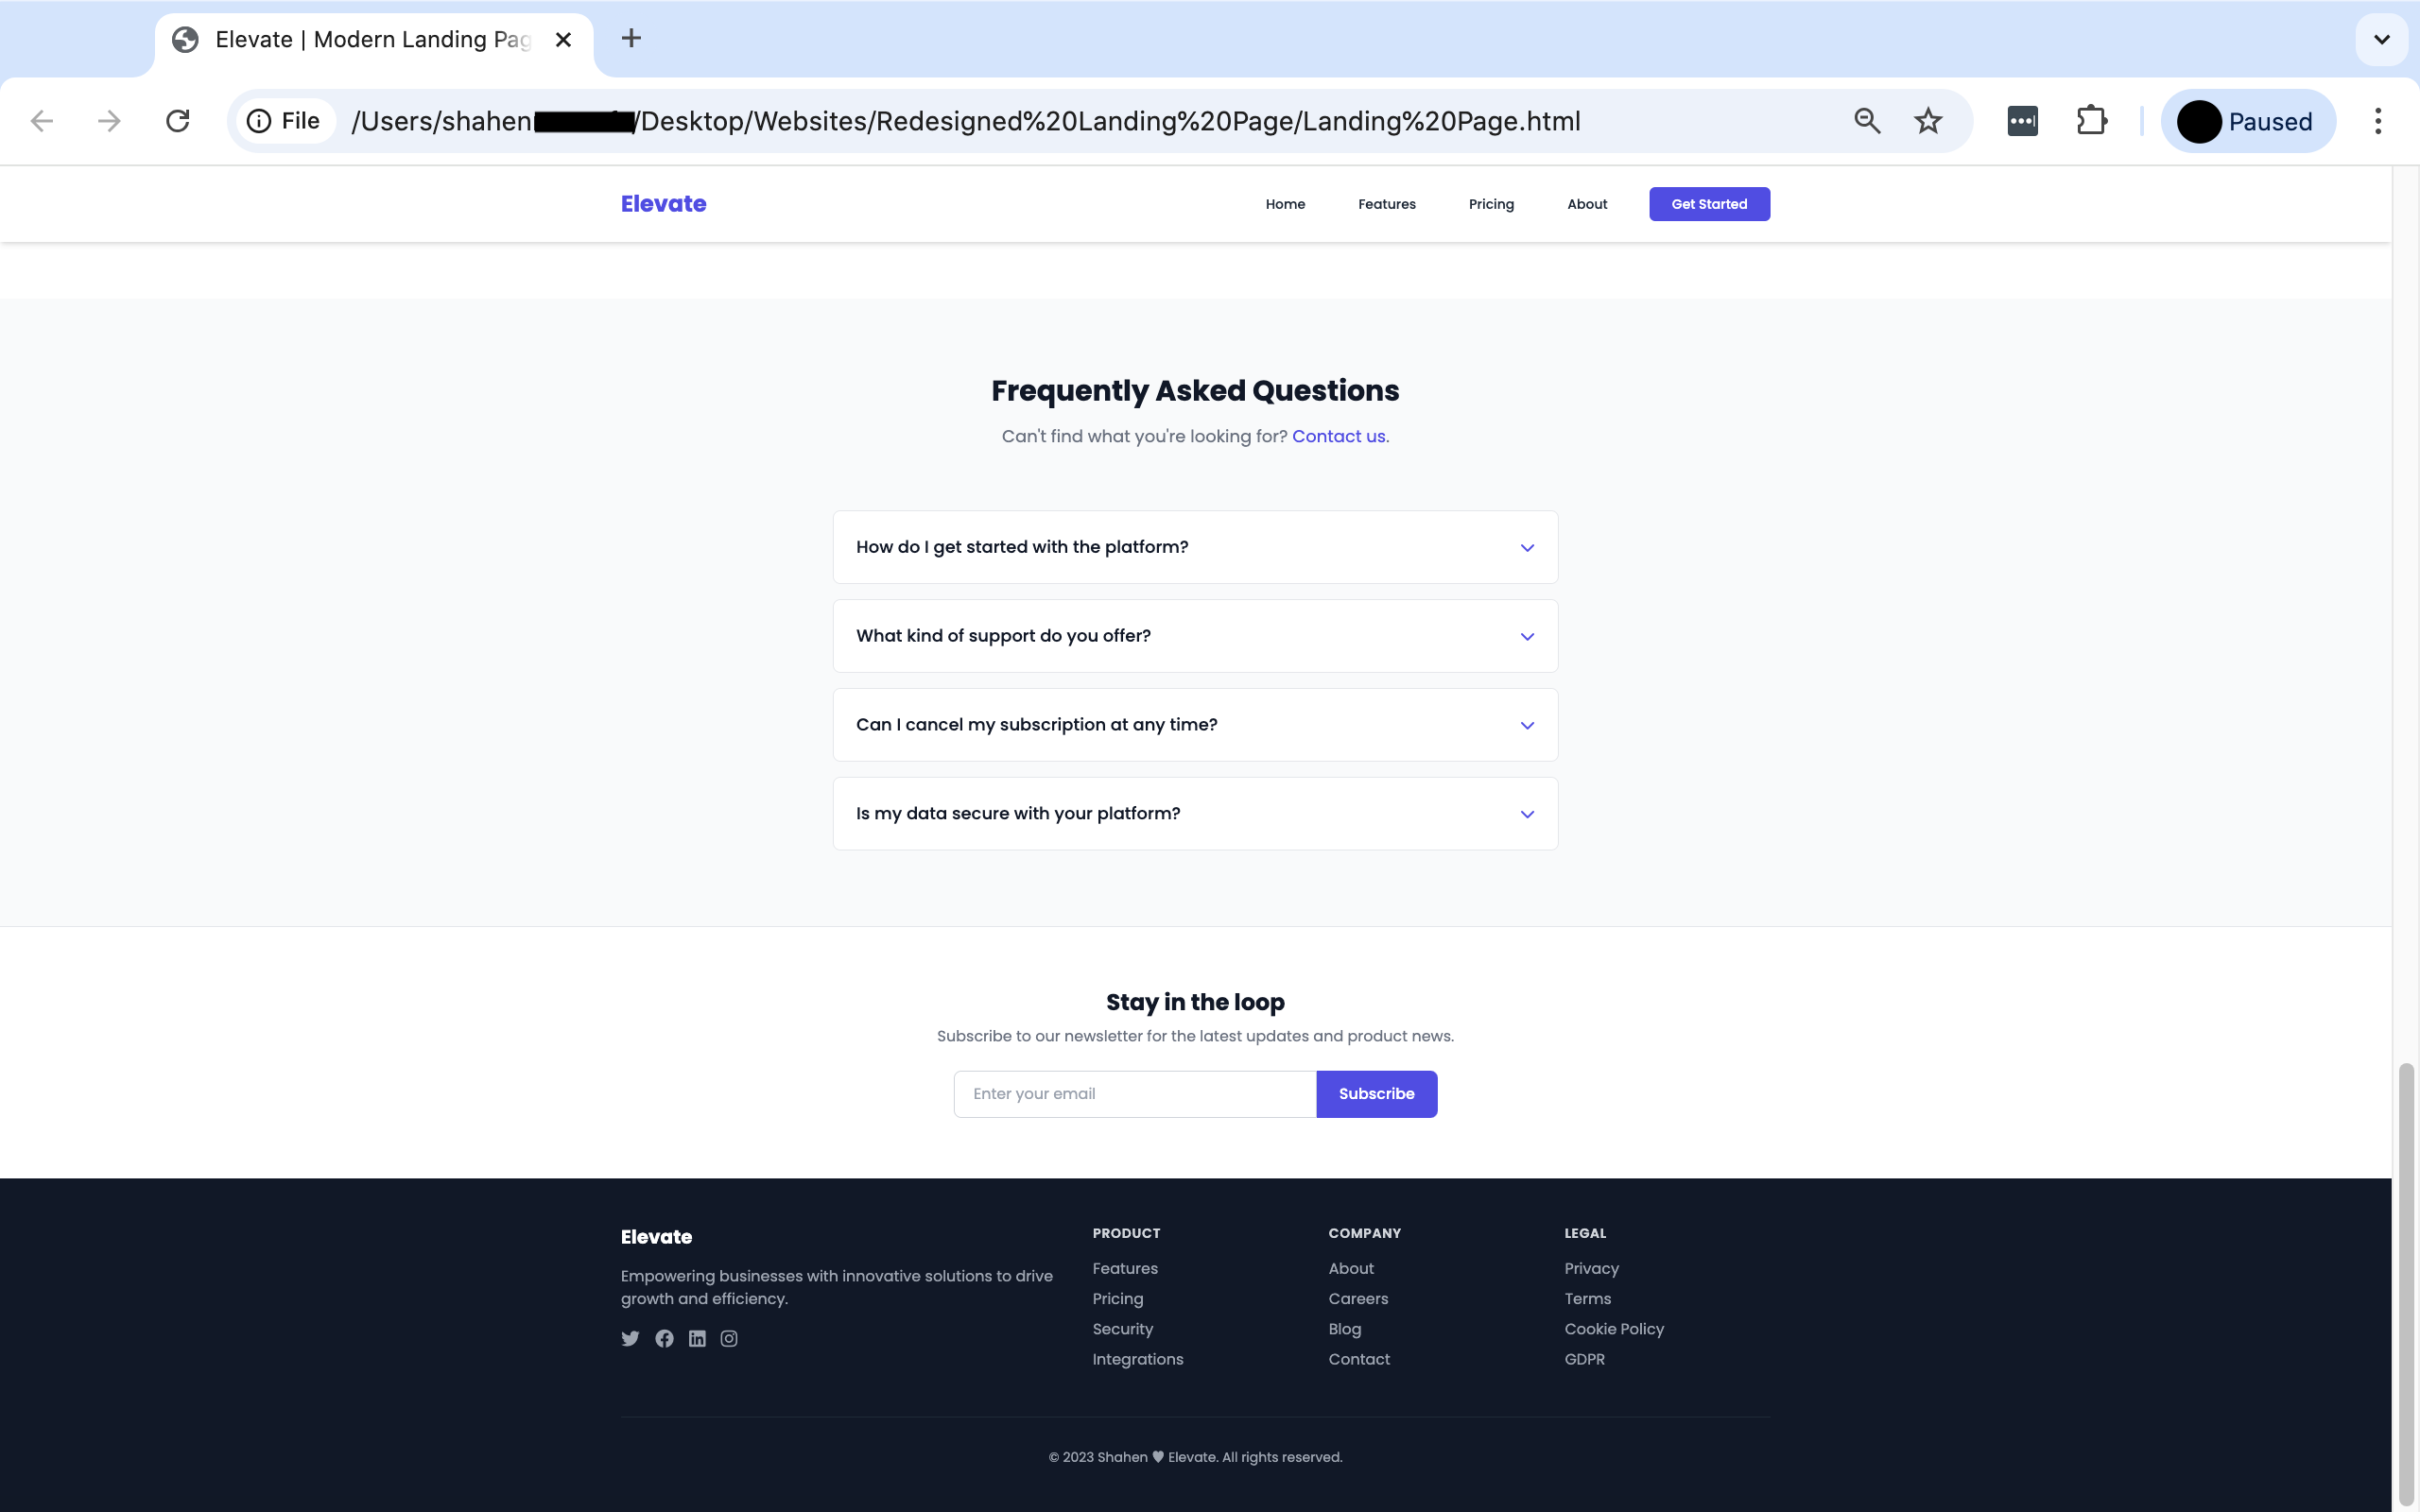 Elevate | Modern Landing Pag
File
/Users/shahen
/Desktop/Websites/Redesigned%20Landing%20Page/Landing%20Page.html
Paused
Elevate
Home
Features
Pricing
About
Get Started
Frequently Asked Questions
Can't find what you're looking for? Contact us.
How do I get started with the platform?
What kind of support do you offer?
Can I cancel my subscription at any time?
Is my data secure with your platform?
Stay in the loop
Subscribe to our newsletter for the latest updates and product news.
Enter your email
Subscribe
Elevate
Empowering businesses with innovative solutions to drive
growth and efficiency.
PRODUCT
Features
Pricing
Security
Integrations
COMPANY
About
Careers
Blog
Contact
LEGAL
Privacy
Terms
Cookie Policy
GDPR
© 2023 Shahen ♥ Elevate. All rights reserved.